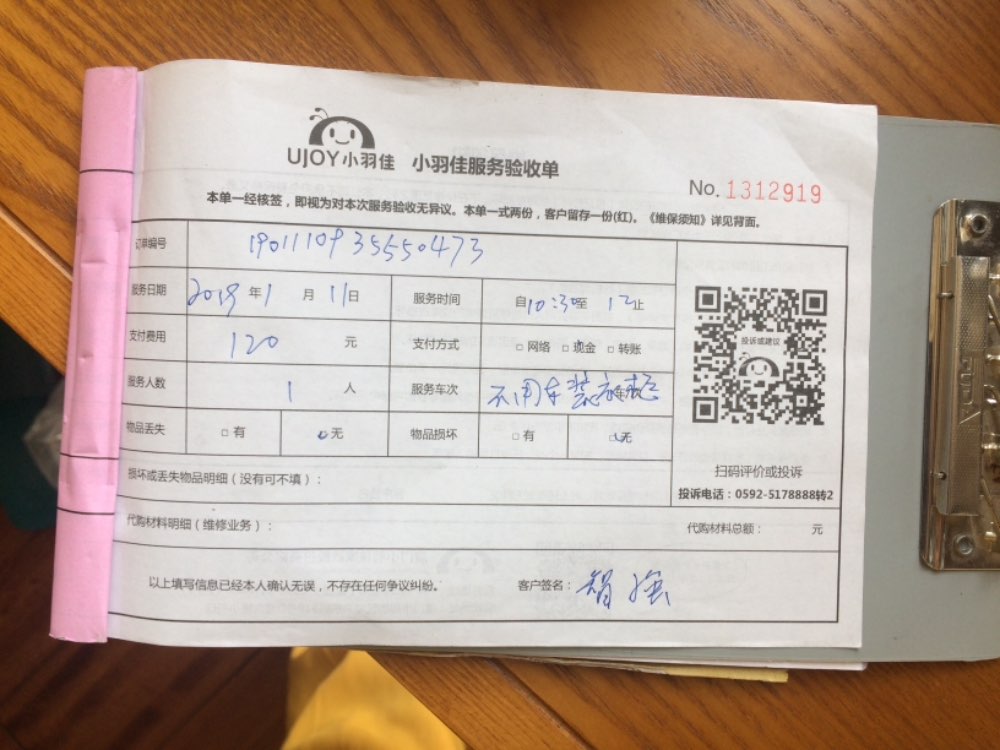 UJOY小羽佳 小羽佳服务验收单
No. 1312919
本单一经核签，即视为对本次服务验收无异议。本单一式两份，客户留存一份(红)。《维保须知》详见背面。
订单编号 19011109355550473
服务日期 2019年1月11日 服务时间 自10:30至12止
支付费用 120 元 支付方式 □网络 □现金 □转账
服务人数 1 人 服务车次 不用车
物品丢失 □有 □无 物品损坏 □有 □无
投诉或建议
扫码评价或投诉
投诉电话：0592-5178888转2
损坏或丢失物品明细（没有可不填）：
代购材料明细（维修业务）： 代购材料总额： 元
以上填写信息已经本人确认无误，不存在任何争议纠纷。 客户签名：